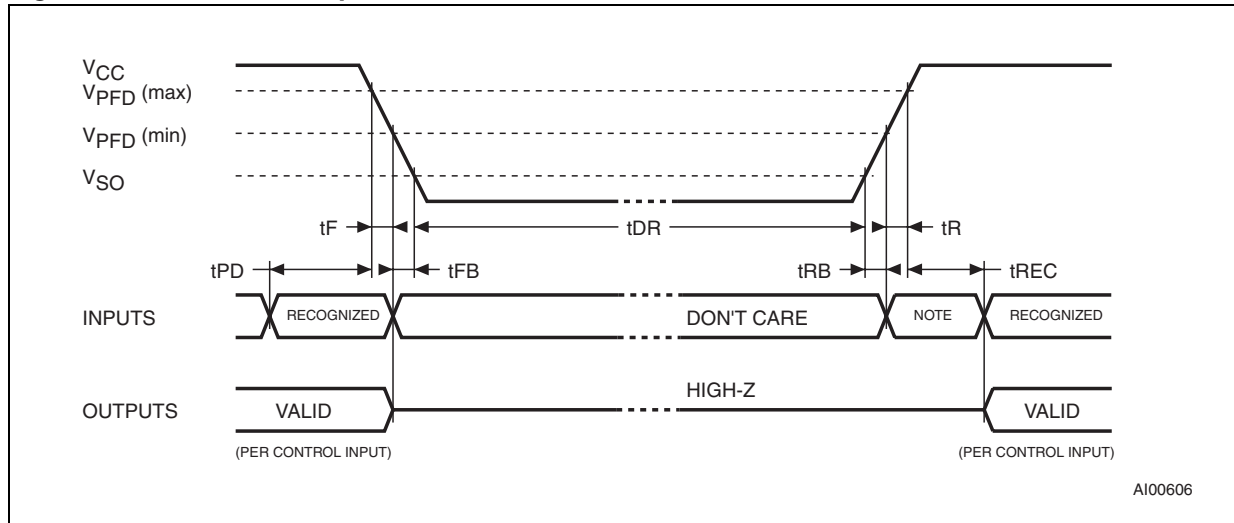 VCC
VPFD (max)
VPFD (min)
VSO
tF
tDR
tR
tPD
tFB
tRB
tREC
INPUTS
RECOGNIZED
DON'T CARE
NOTE
RECOGNIZED
HIGH-Z
OUTPUTS
VALID
VALID
(PER CONTROL INPUT)
(PER CONTROL INPUT)
AI00606